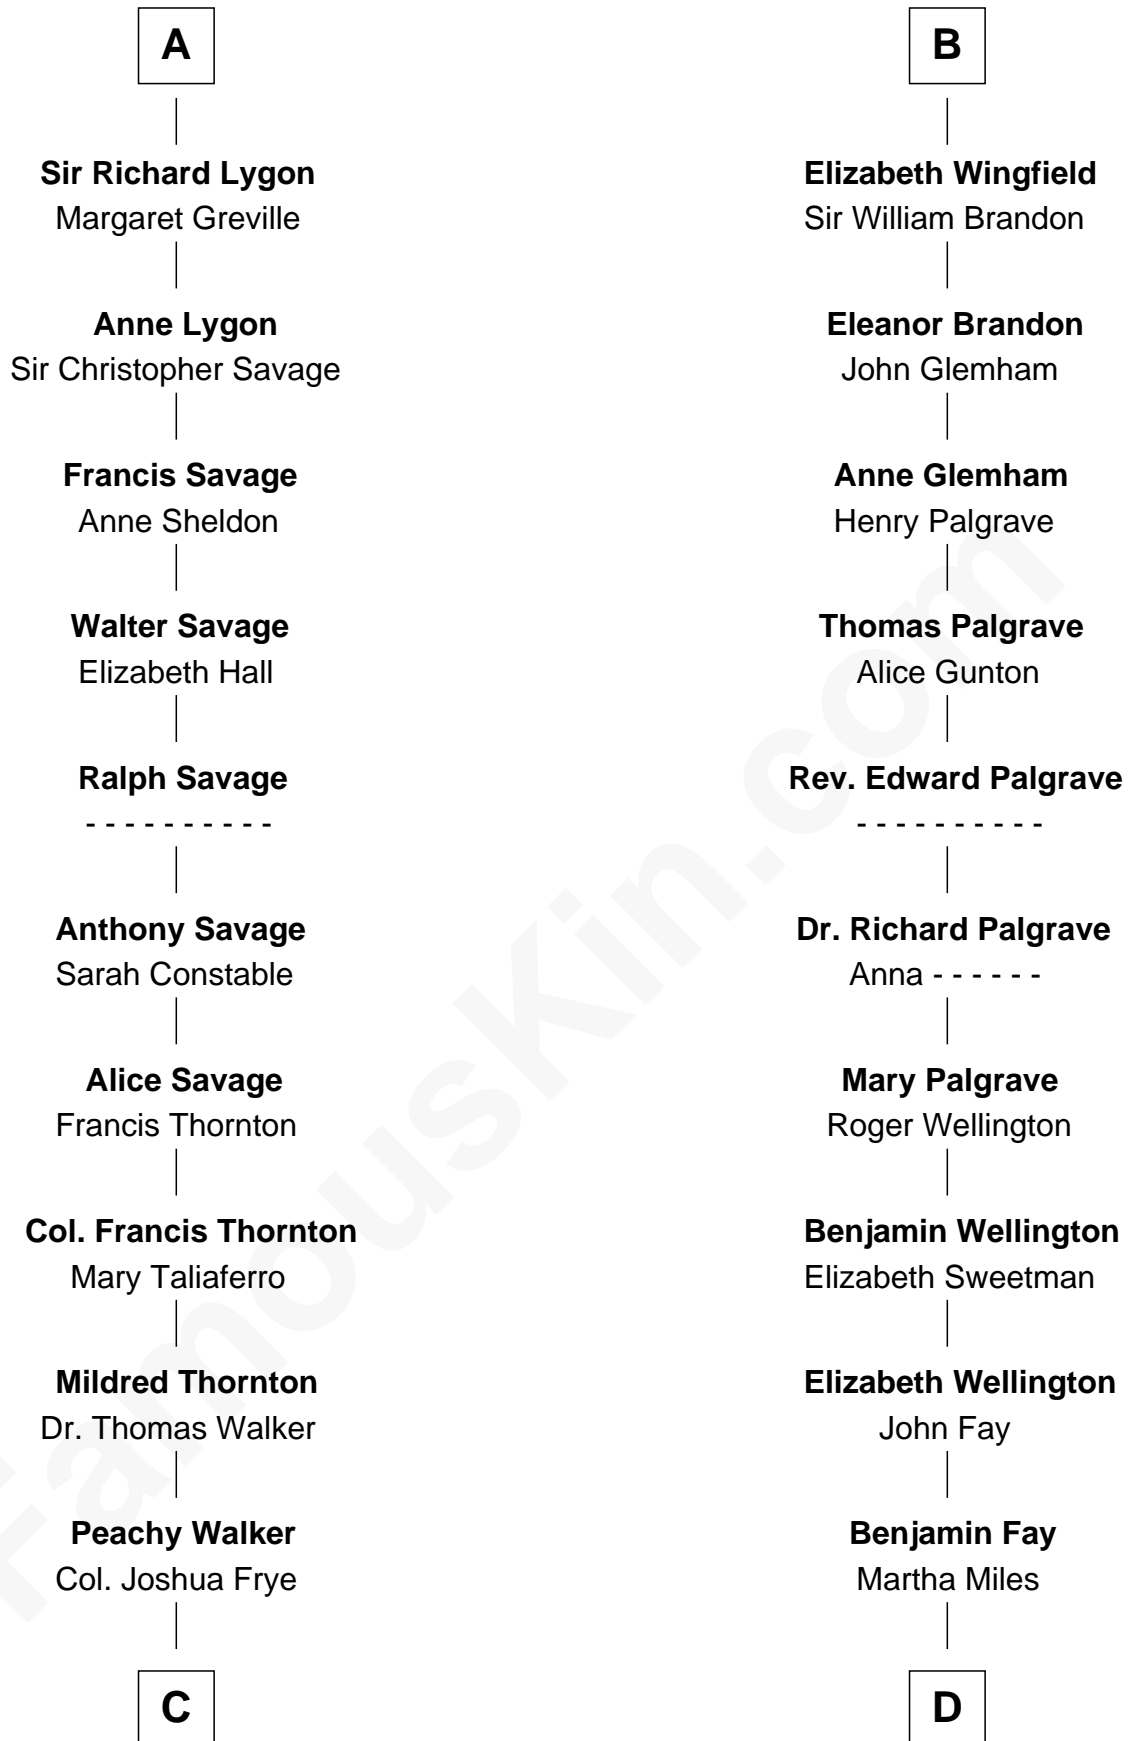 A
Sir Richard Lygon
Margaret Greville
Anne Lygon
Sir Christopher Savage
Francis Savage
Anne Sheldon
Walter Savage
Elizabeth Hall
Ralph Savage
- - - - - - - - - -
Anthony Savage
Sarah Constable
Alice Savage
Francis Thornton
Col. Francis Thornton
Mary Taliaferro
Mildred Thornton
Dr. Thomas Walker
Peachy Walker
Col. Joshua Frye
C
B
Elizabeth Wingfield
Sir William Brandon
Eleanor Brandon
John Glemham
Anne Glemham
Henry Palgrave
Thomas Palgrave
Alice Gunton
Rev. Edward Palgrave
- - - - - - - - - -
Dr. Richard Palgrave
Anna - - - - - -
Mary Palgrave
Roger Wellington
Benjamin Wellington
Elizabeth Sweetman
Elizabeth Wellington
John Fay
Benjamin Fay
Martha Miles
D
FamousKin.com